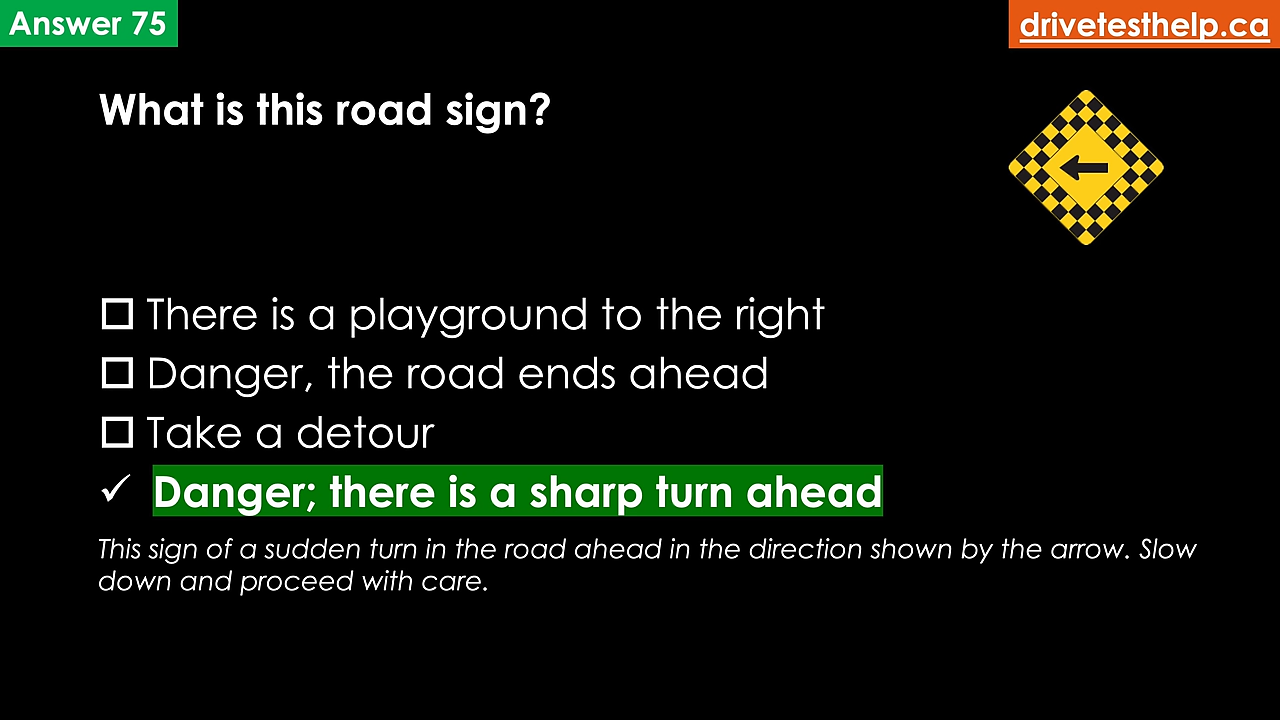 Answer 75
drivetesthelp.ca
What is this road sign?
There is a playground to the right
Danger, the road ends ahead
Take a detour
Danger; there is a sharp turn ahead
This sign of a sudden turn in the road ahead in the direction shown by the arrow. Slow
down and proceed with care.